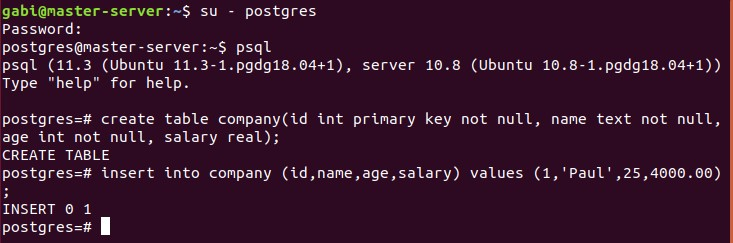 gabi@master-server:~$ su - postgres
Password:
postgres@master-server:~$ psql
psql (11.3 (Ubuntu 11.3-1.pgdg18.04+1), server 10.8 (Ubuntu 10.8-1.pgdg18.04+1))
Type "help" for help.
postgres=# create table company(id int primary key not null, name text not null,
age int not null, salary real);
CREATE TABLE
postgres=# insert into company (id,name,age,salary) values (1,'Paul',25,4000.00)
;
INSERT 0 1
postgres=#